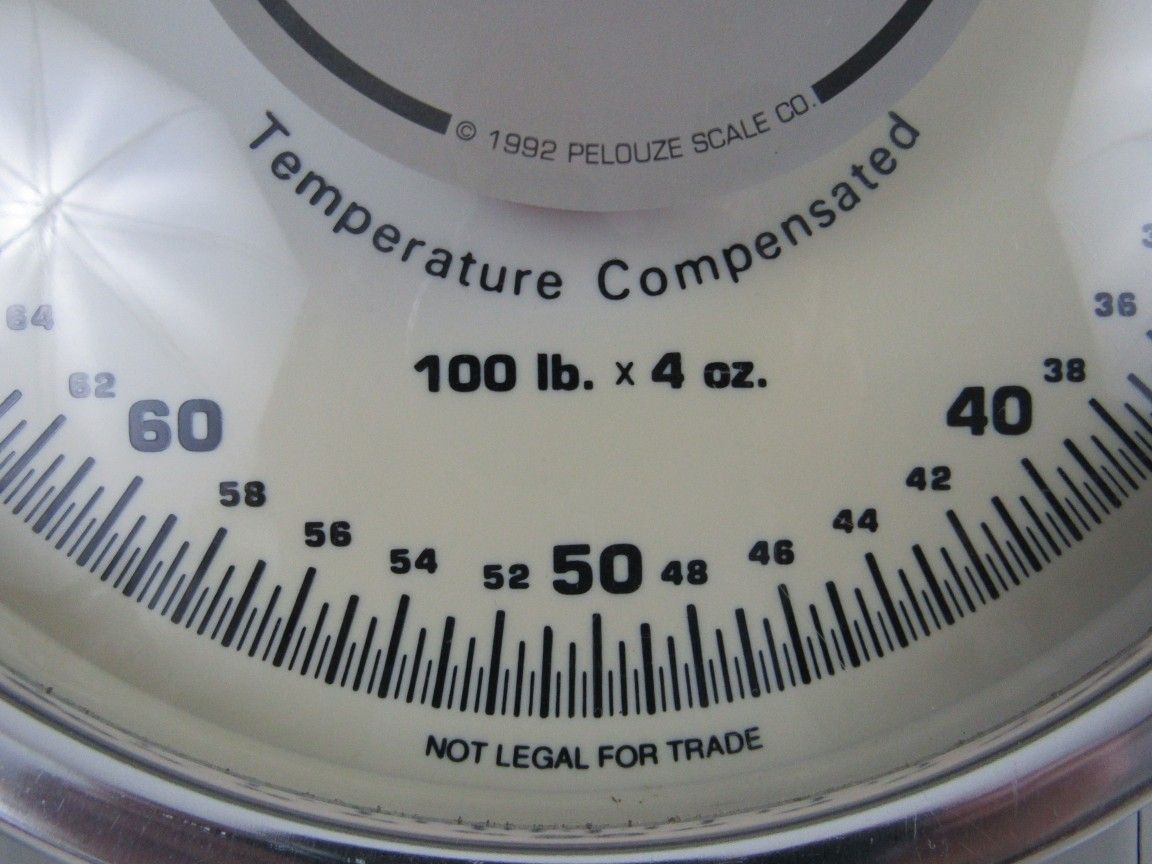 © 1992 PELOUZE SCALE CO.
Temperature Compensated
100 lb. x 4 oz.
64 62 60 58 56 54 52 50 48 46 44 42 40 38 36
NOT LEGAL FOR TRADE